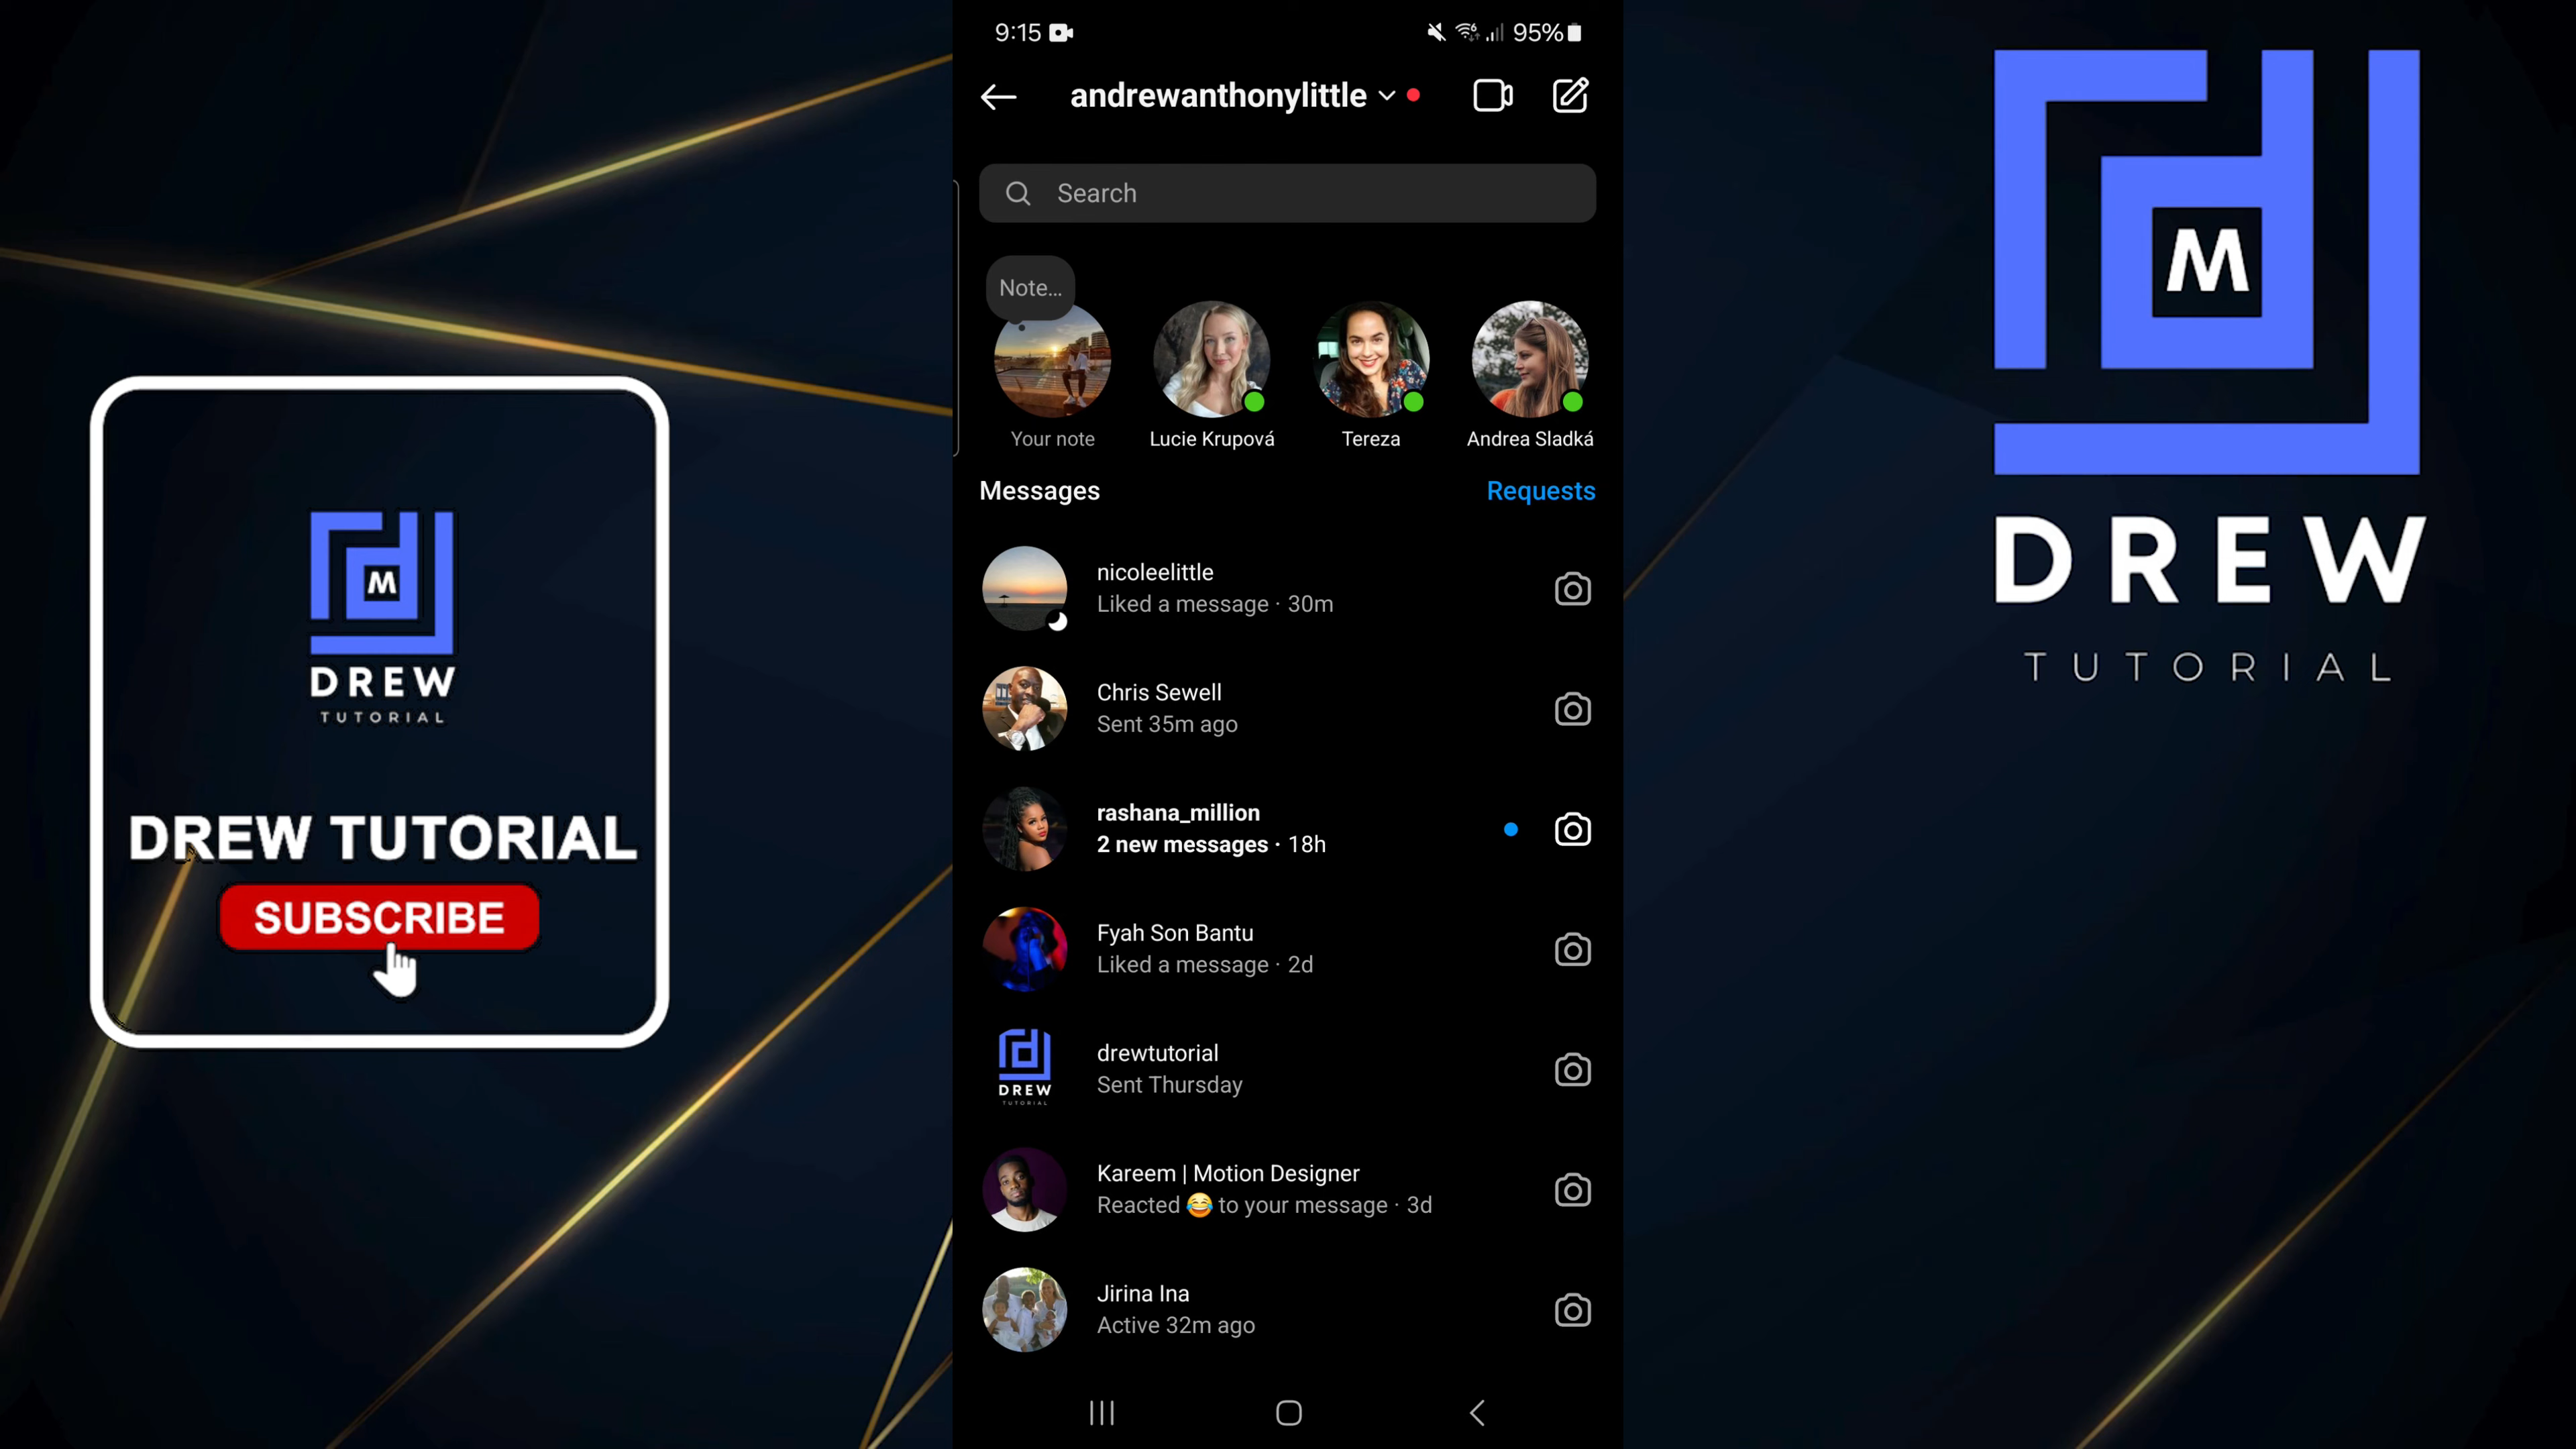 M
DREW
TUTORIAL
DREW TUTORIAL
SUBSCRIBE
9:15
95%
andrewanthonylittle
Search
Note...
Your note
Lucie Krupová
Tereza
Andrea Sladká
Messages
Requests
nicoleelittle
Liked a message · 30m
Chris Sewell
Sent 35m ago
rashana_million
2 new messages · 18h
Fyah Son Bantu
Liked a message · 2d
DREW
TUTORIAL
drewtutorial
Sent Thursday
Kareem | Motion Designer
Reacted 😂 to your message · 3d
Jirina Ina
Active 32m ago
M
DREW
TUTORIAL